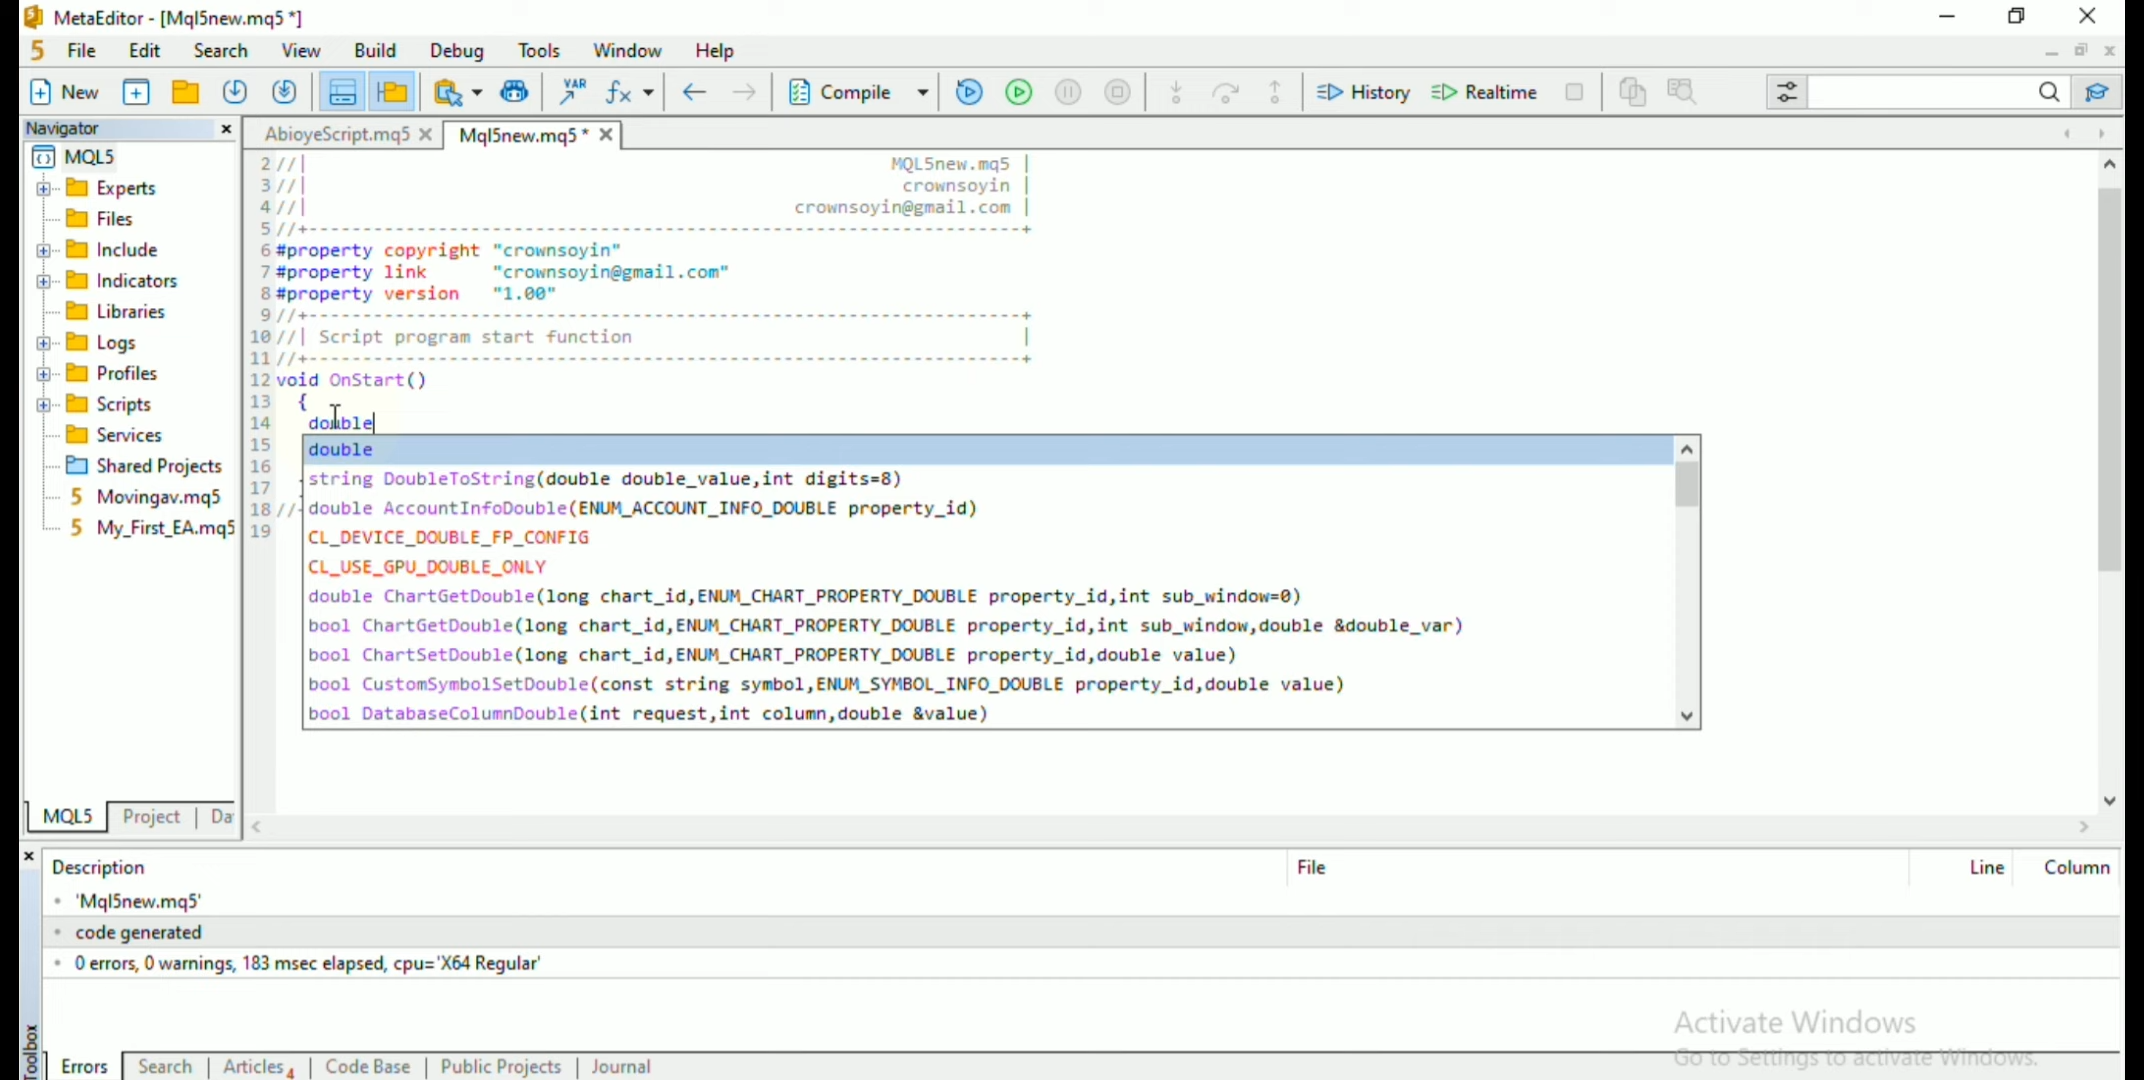 MetaEditor - [Mql5new.mq5 *]
File Edit Search View Build Debug Tools Window Help
New VAR Compile History Realtime
Navigator
MQL5
Experts
Files
Include
Indicators
Libraries
Logs
Profiles
Scripts
Services
Shared Projects
Movingav.mq5
My_First_EA.mq5
MQL5 Project Da
AbioyeScript.mq5 Mql5new.mq5 *
2 //| MQL5new.mq5 |
3 //| crownsoyin |
4 //| crownsoyin@gmail.com |
5 //+------------------------------------------------------------------+
6 #property copyright "crownsoyin"
7 #property link "crownsoyin@gmail.com"
8 #property version "1.00"
9 //+------------------------------------------------------------------+
10 //| Script program start function |
11 //+------------------------------------------------------------------+
12 void OnStart()
13 {
14 double
15
16
17
18 //
19
double
string DoubleToString(double double_value,int digits=8)
double AccountInfoDouble(ENUM_ACCOUNT_INFO_DOUBLE property_id)
CL_DEVICE_DOUBLE_FP_CONFIG
CL_USE_GPU_DOUBLE_ONLY
double ChartGetDouble(long chart_id,ENUM_CHART_PROPERTY_DOUBLE property_id,int sub_window=0)
bool ChartGetDouble(long chart_id,ENUM_CHART_PROPERTY_DOUBLE property_id,int sub_window,double &double_var)
bool ChartSetDouble(long chart_id,ENUM_CHART_PROPERTY_DOUBLE property_id,double value)
bool CustomSymbolSetDouble(const string symbol,ENUM_SYMBOL_INFO_DOUBLE property_id,double value)
bool DatabaseColumnDouble(int request,int column,double &value)
Description File Line Column
'Mql5new.mq5'
code generated
0 errors, 0 warnings, 183 msec elapsed, cpu='X64 Regular'
Activate Windows
Go to Settings to activate Windows.
Toolbox
Errors Search Articles 4 Code Base Public Projects Journal